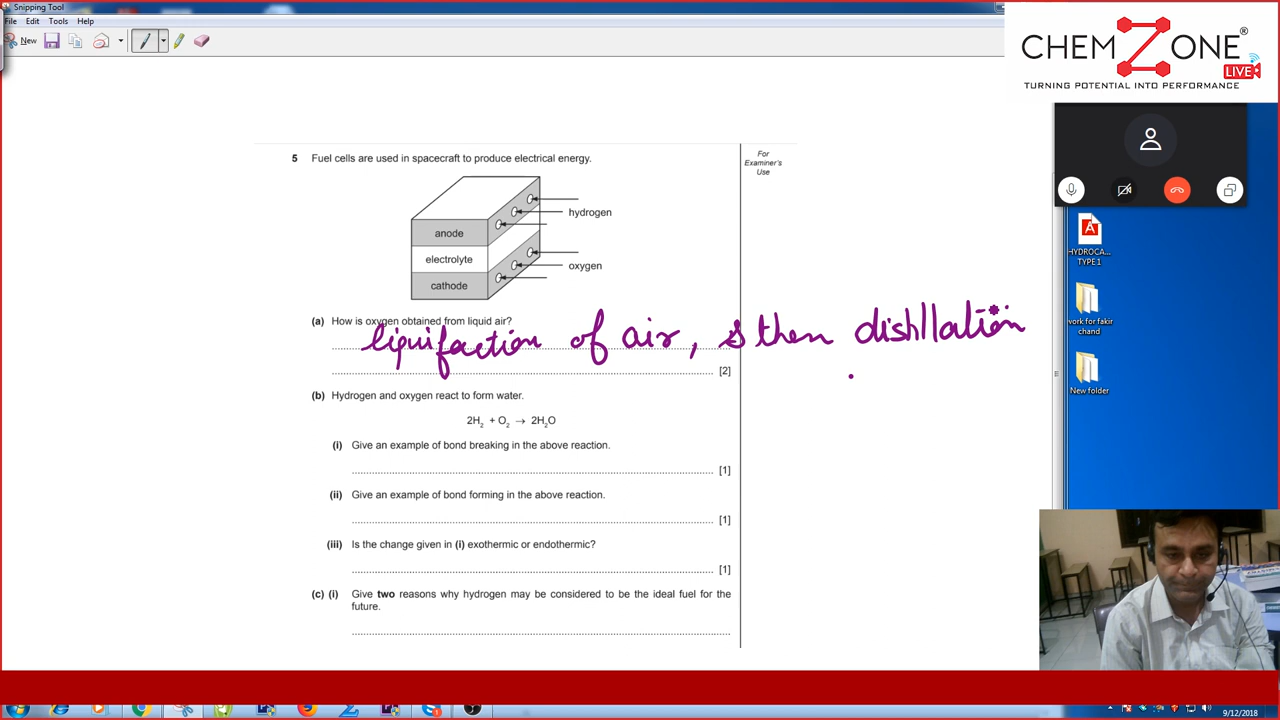 Snipping Tool
File Edit Tools Help
New
CHEMZONE®
LIVE
TURNING POTENTIAL INTO PERFORMANCE
For
Examiner's
Use
5 Fuel cells are used in spacecraft to produce electrical energy.
hydrogen
anode
electrolyte
oxygen
cathode
(a) How is oxygen obtained from liquid air?
liquifaction of air, & then distillation
[2]
(b) Hydrogen and oxygen react to form water.
2H₂ + O₂ → 2H₂O
(i) Give an example of bond breaking in the above reaction.
[1]
(ii) Give an example of bond forming in the above reaction.
[1]
(iii) Is the change given in (i) exothermic or endothermic?
[1]
(c) (i) Give two reasons why hydrogen may be considered to be the ideal fuel for the
future.
HYDROCA...
TYPE 1
work for fakir
chand
New folder
9/12/2018